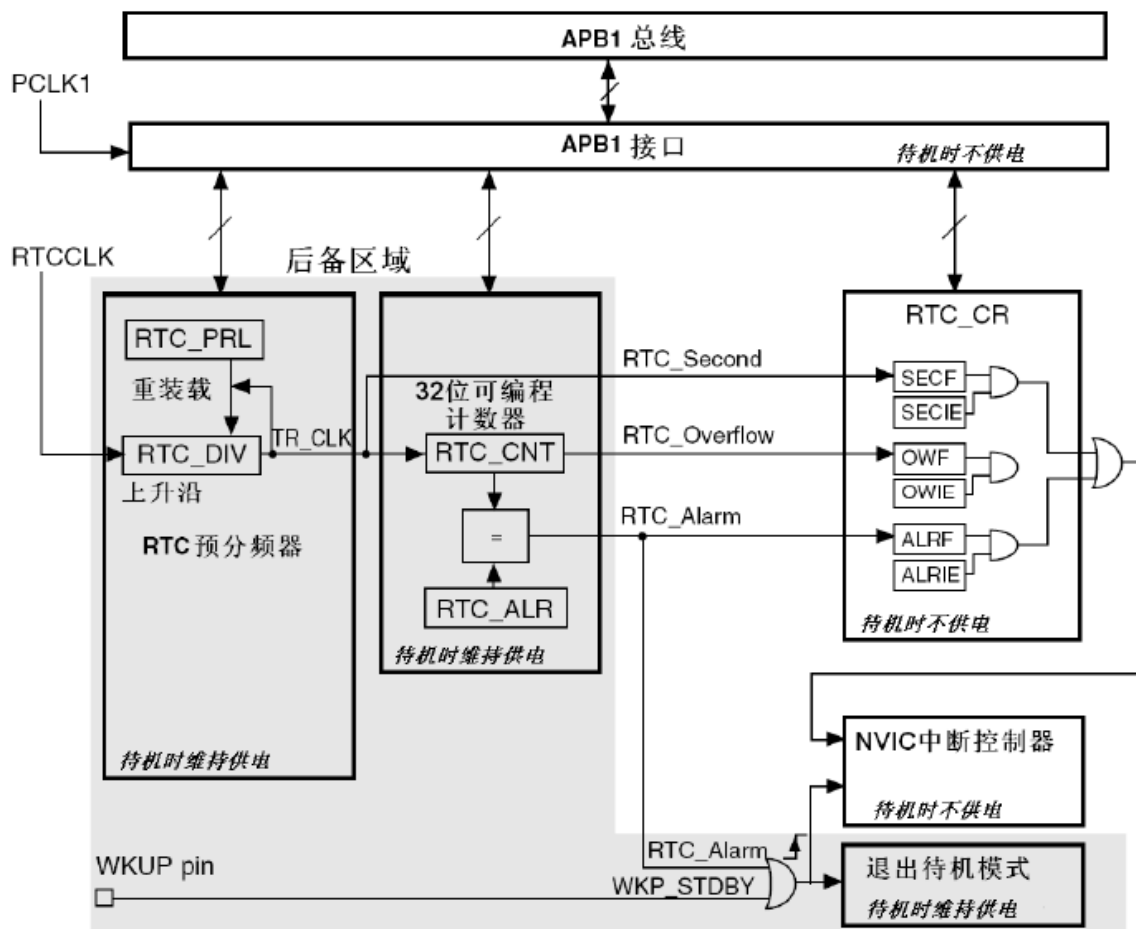 APB1 总线
PCLK1
APB1 接口
待机时不供电
RTCCLK
后备区域
RTC_PRL
重装载
RTC_DIV
TR_CLK
上升沿
RTC预分频器
待机时维持供电
32位可编程
计数器
RTC_CNT
=
RTC_ALR
待机时维持供电
RTC_Second
RTC_Overflow
RTC_Alarm
RTC_CR
SECF
SECIE
OWF
OWIE
ALRF
ALRIE
待机时不供电
NVIC中断控制器
待机时不供电
WKUP pin
RTC_Alarm
WKP_STDBY
退出待机模式
待机时维持供电